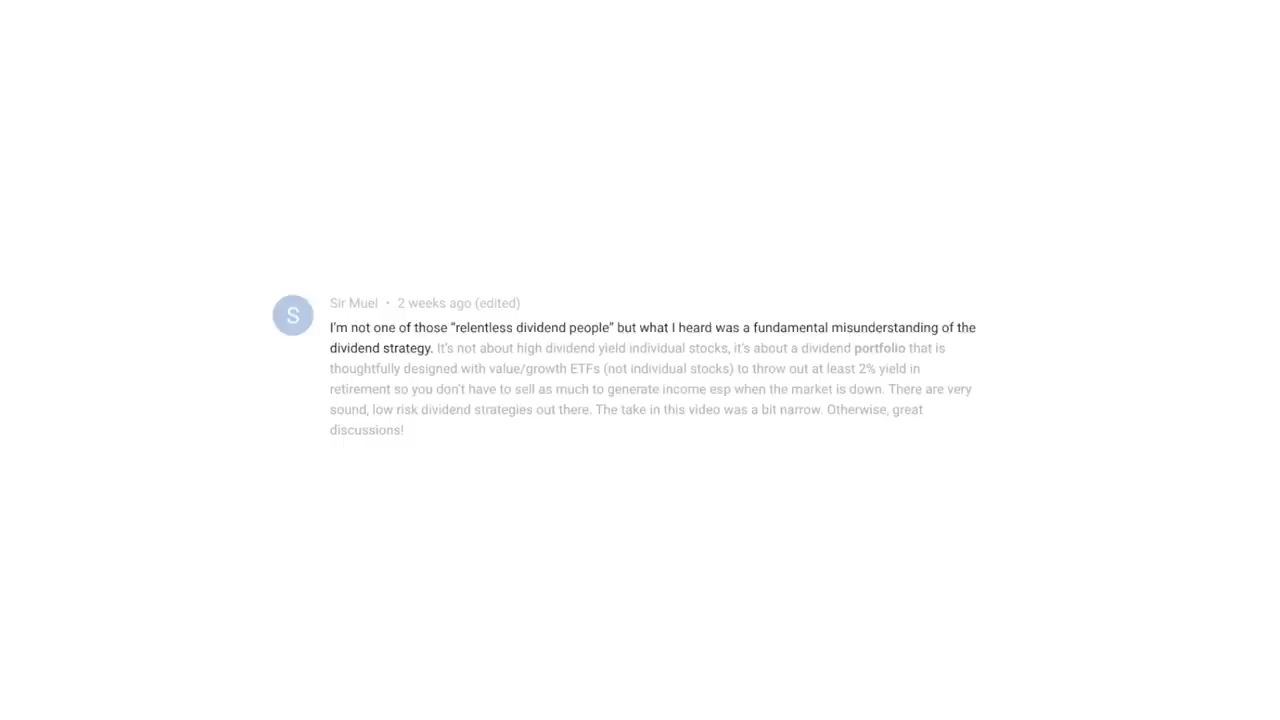 S
Sir Muel • 2 weeks ago (edited)
I'm not one of those “relentless dividend people” but what I heard was a fundamental misunderstanding of the
dividend strategy. It's not about high dividend yield individual stocks, it's about a dividend portfolio that is
thoughtfully designed with value/growth ETFs (not individual stocks) to throw out at least 2% yield in
retirement so you don't have to sell as much to generate income esp when the market is down. There are very
sound, low risk dividend strategies out there. The take in this video was a bit narrow. Otherwise, great
discussions!